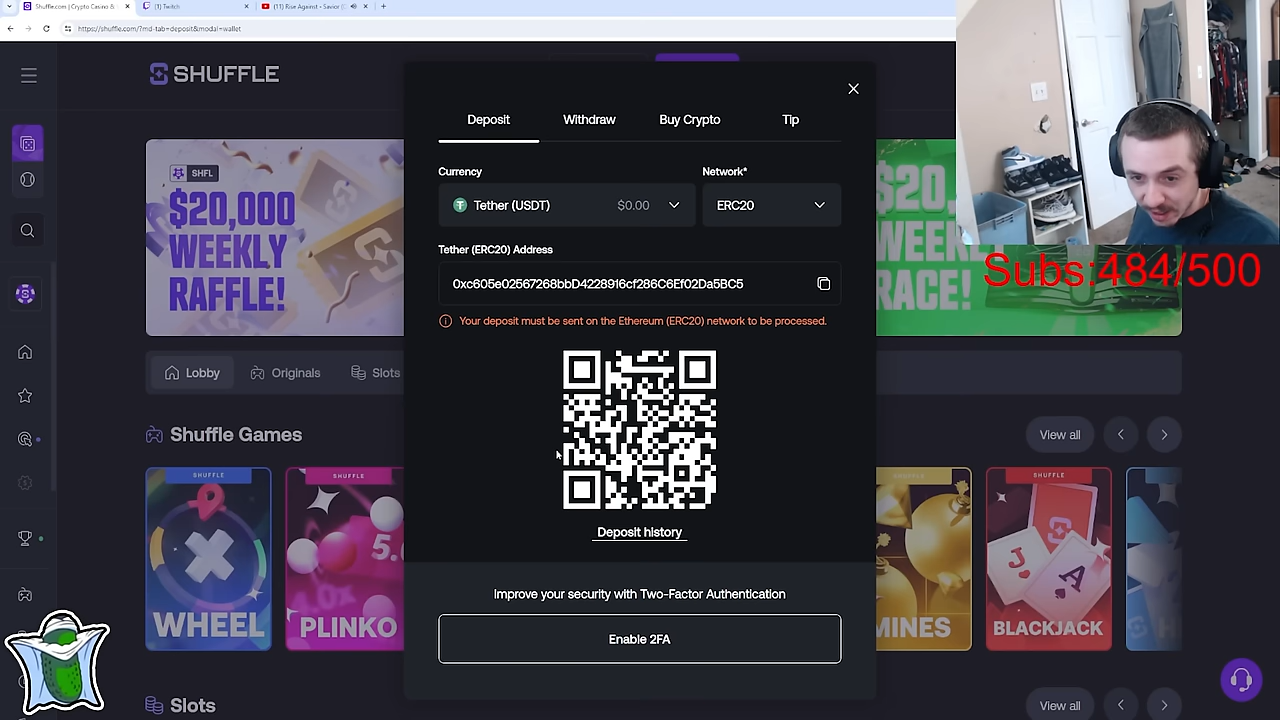 Shuffle.com | Crypto Casino &
(1) Twitch
(11) Rise Against - Savior (
https://shuffle.com/?md-tab=deposit&modal=wallet
SHUFFLE
Deposit
Withdraw
Buy Crypto
Tip
Currency
Network*
Tether (USDT)
$0.00
ERC20
Tether (ERC20) Address
0xc605e02567268bbD4228916cf286C6Ef02Da5BC5
Your deposit must be sent on the Ethereum (ERC20) network to be processed.
Deposit history
Improve your security with Two-Factor Authentication
Enable 2FA
SHFL
$20,000
WEEKLY
RAFFLE!
$20,
WEEKL
RACE!
Subs:484/500
Lobby
Originals
Slots
Shuffle Games
View all
SHUFFLE
WHEEL
SHUFFLE
5.
PLINKO
SHUFFLE
MINES
SHUFFLE
J
A
BLACKJACK
Slots
View all